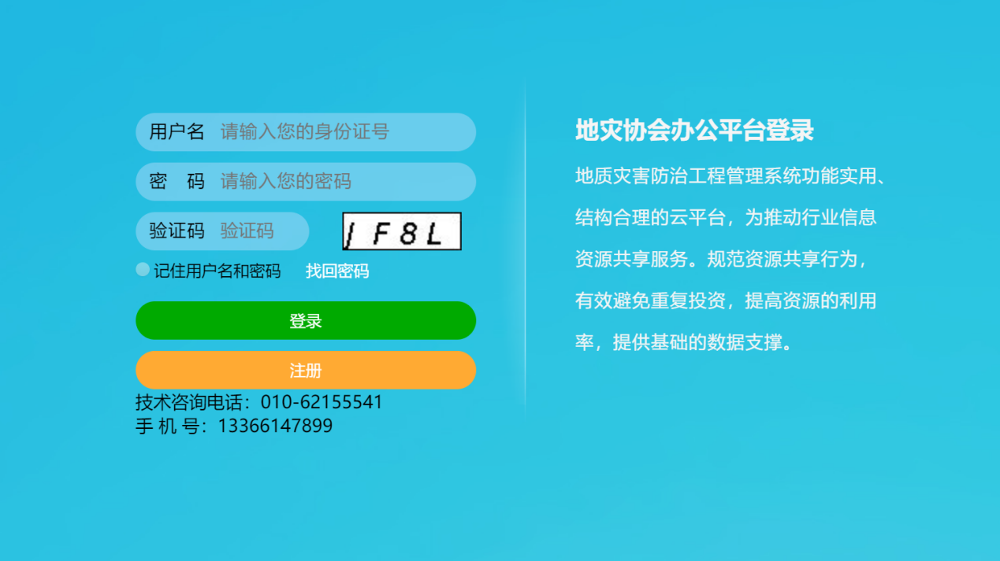 用户名 请输入您的身份证号
密 码 请输入您的密码
验证码 验证码 J F 8 L
记住用户名和密码 找回密码
登录
注册
技术咨询电话：010-62155541
手 机 号：13366147899
地灾协会办公平台登录
地质灾害防治工程管理系统功能实用、
结构合理的云平台，为推动行业信息
资源共享服务。规范资源共享行为，
有效避免重复投资，提高资源的利用
率，提供基础的数据支撑。